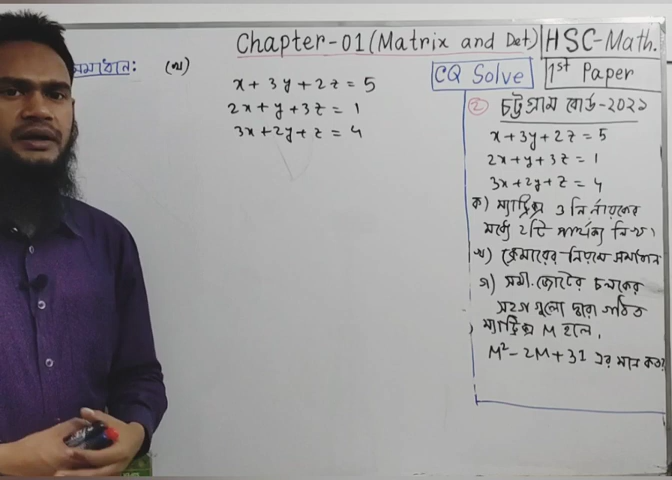 Chapter-01 (Matrix and Det)
HSC-Math.
1st Paper
CQ Solve
সমাধান: (খ)
x + 3y + 2z = 5
2x + y + 3z = 1
3x + 2y + z = 4
② চট্টগ্রাম বোর্ড-২০২১
x + 3y + 2z = 5
2x + y + 3z = 1
3x + 2y + z = 4
ক) ম্যাট্রিক্স ও নির্নায়কের
মধ্যে ২টি পার্থক্য লিখ।
খ) ক্রেমারের নিয়মে সমাধান
গ) সমী. জোটের চলকের
সহগ গুলো দ্বারা গঠিত
ম্যাট্রিক্স M হলে,
M² - 2M + 3I এর মান কত?